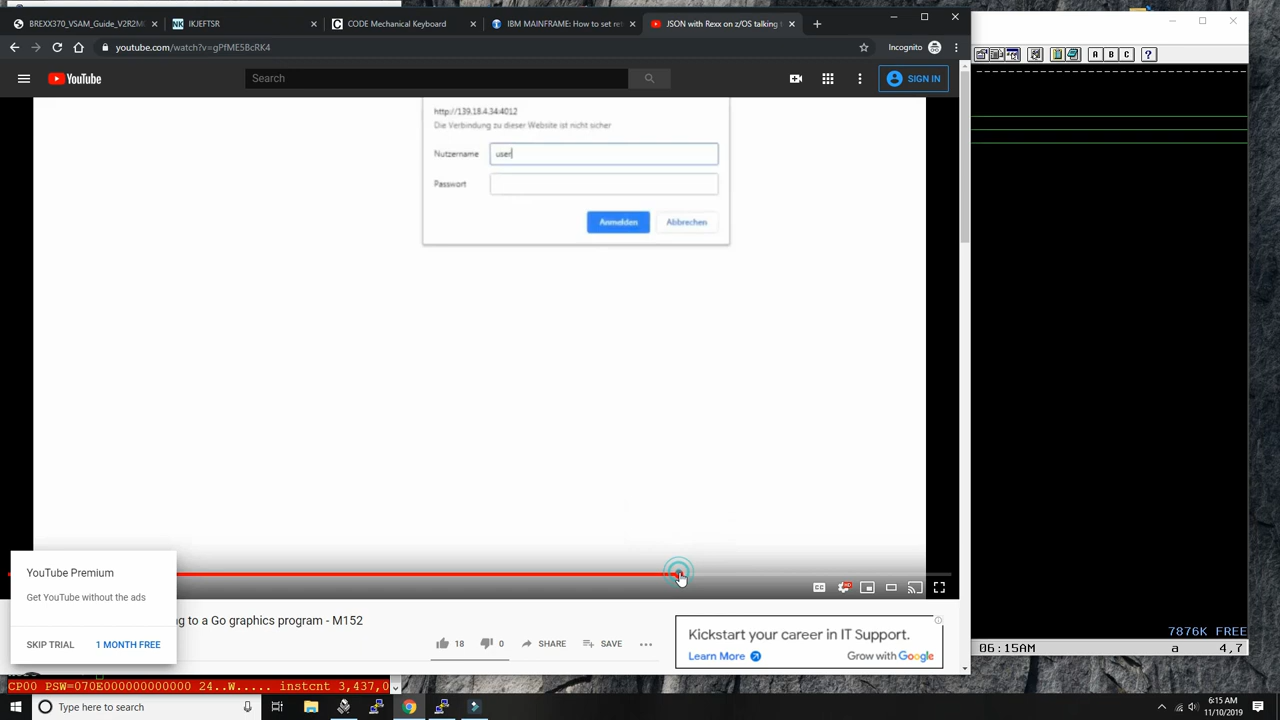 BREXX370_VSAM_Guide_V2R2M
NK IKJEFTSR
CODE Mechanical Keyboard
IBM MAINFRAME: How to set ret
JSON with Rexx on z/OS talking t
youtube.com/watch?v=gPfME5BcRK4
Incognito
YouTube
Search
SIGN IN
A B C ?
http://139.18.4.34:4012
Die Verbindung zu dieser Website ist nicht sicher
Nutzername user
Passwort
Anmelden Abbrechen
CC HD
YouTube Premium
Get YouTube without the ads
SKIP TRIAL 1 MONTH FREE
g to a Go graphics program - M152
18 0 SHARE SAVE
Kickstart your career in IT Support.
Learn More Grow with Google
7876K FREE
06:15AM a 4,7
CP00 PSW=070E000000000000 24..W..... instcnt 3,437,0
Type here to search
6:15 AM
11/10/2019